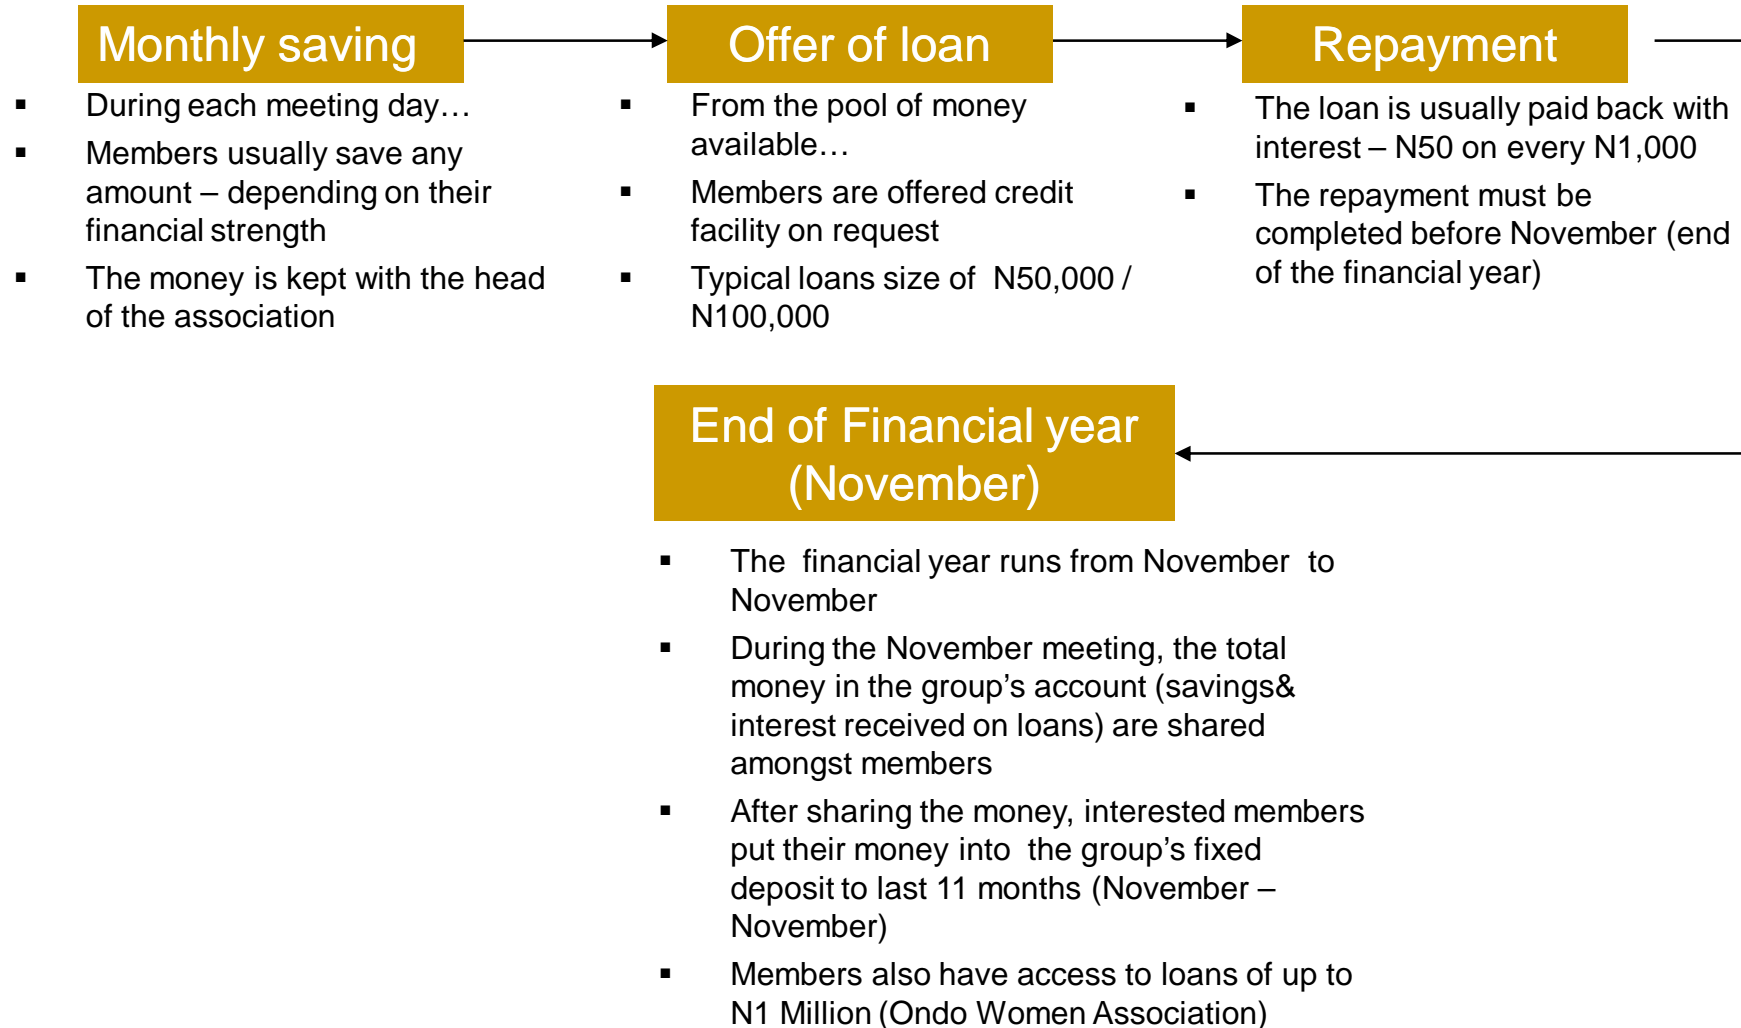 Monthly saving
▪ During each meeting day…
▪ Members usually save any
amount – depending on their
financial strength
▪ The money is kept with the head
of the association
Offer of loan
▪ From the pool of money
available…
▪ Members are offered credit
facility on request
▪ Typical loans size of N50,000 /
N100,000
Repayment
▪ The loan is usually paid back with
interest – N50 on every N1,000
▪ The repayment must be
completed before November (end
of the financial year)
End of Financial year
(November)
▪ The financial year runs from November to
November
▪ During the November meeting, the total
money in the group’s account (savings&
interest received on loans) are shared
amongst members
▪ After sharing the money, interested members
put their money into the group’s fixed
deposit to last 11 months (November –
November)
▪ Members also have access to loans of up to
N1 Million (Ondo Women Association)